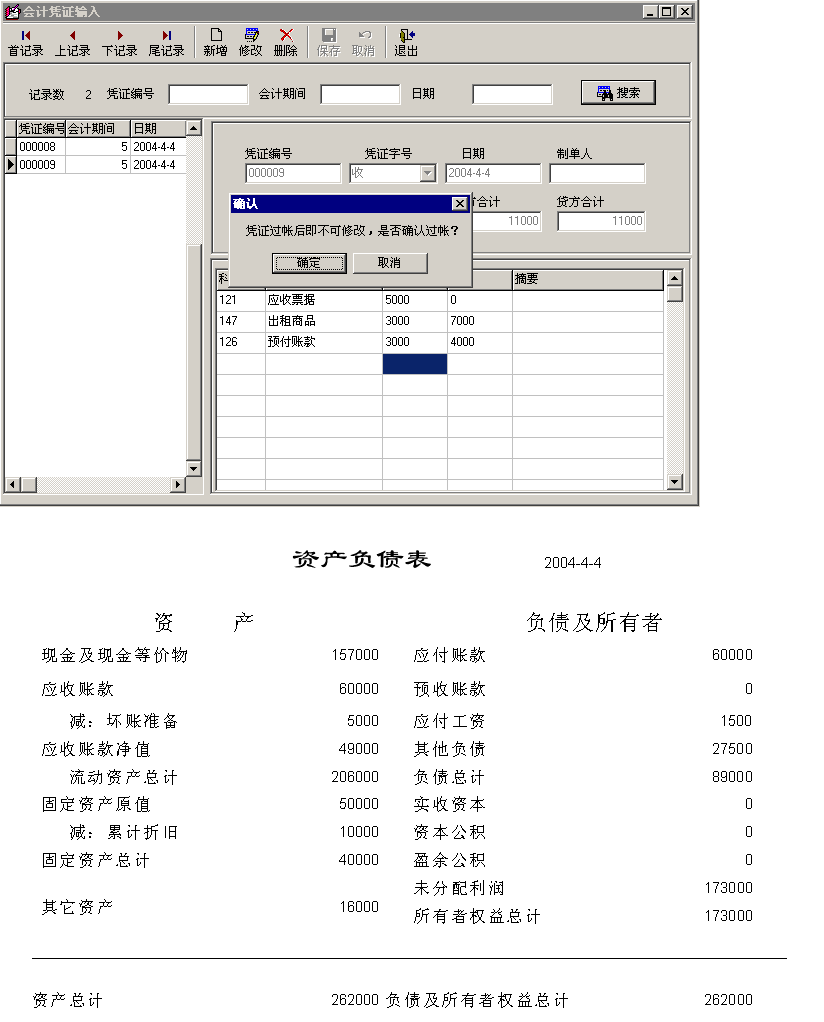 会计凭证输入
首记录 上记录 下记录 尾记录 新增 修改 删除 保存 取消 退出
记录数 2 凭证编号 会计期间 日期 搜索
凭证编号 会计期间 日期
000008 5 2004-4-4
000009 5 2004-4-4
凭证编号 凭证字号 日期 制单人
000009 收 2004-4-4
合计 贷方合计
11000 11000
确认
凭证过帐后即不可修改，是否确认过帐？
确定 取消
科 摘要
121 应收票据 5000 0
147 出租商品 3000 7000
126 预付账款 3000 4000
资产负债表 2004-4-4
资 产 负债及所有者
现金及现金等价物 157000 应付账款 60000
应收账款 60000 预收账款 0
减：坏账准备 5000 应付工资 1500
应收账款净值 49000 其他负债 27500
流动资产总计 206000 负债总计 89000
固定资产原值 50000 实收资本 0
减：累计折旧 10000 资本公积 0
固定资产总计 40000 盈余公积 0
未分配利润 173000
其它资产 16000
所有者权益总计 173000
资产总计 262000 负债及所有者权益总计 262000